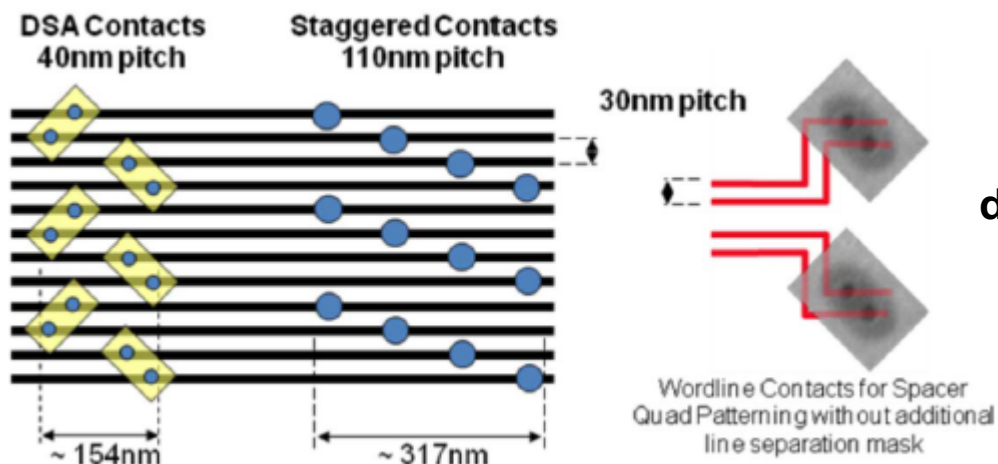 DSA Contacts
40nm pitch
Staggered Contacts
110nm pitch
30nm pitch
d
~ 154nm
~ 317nm
Wordline Contacts for Spacer
Quad Patterning without additional
line separation mask